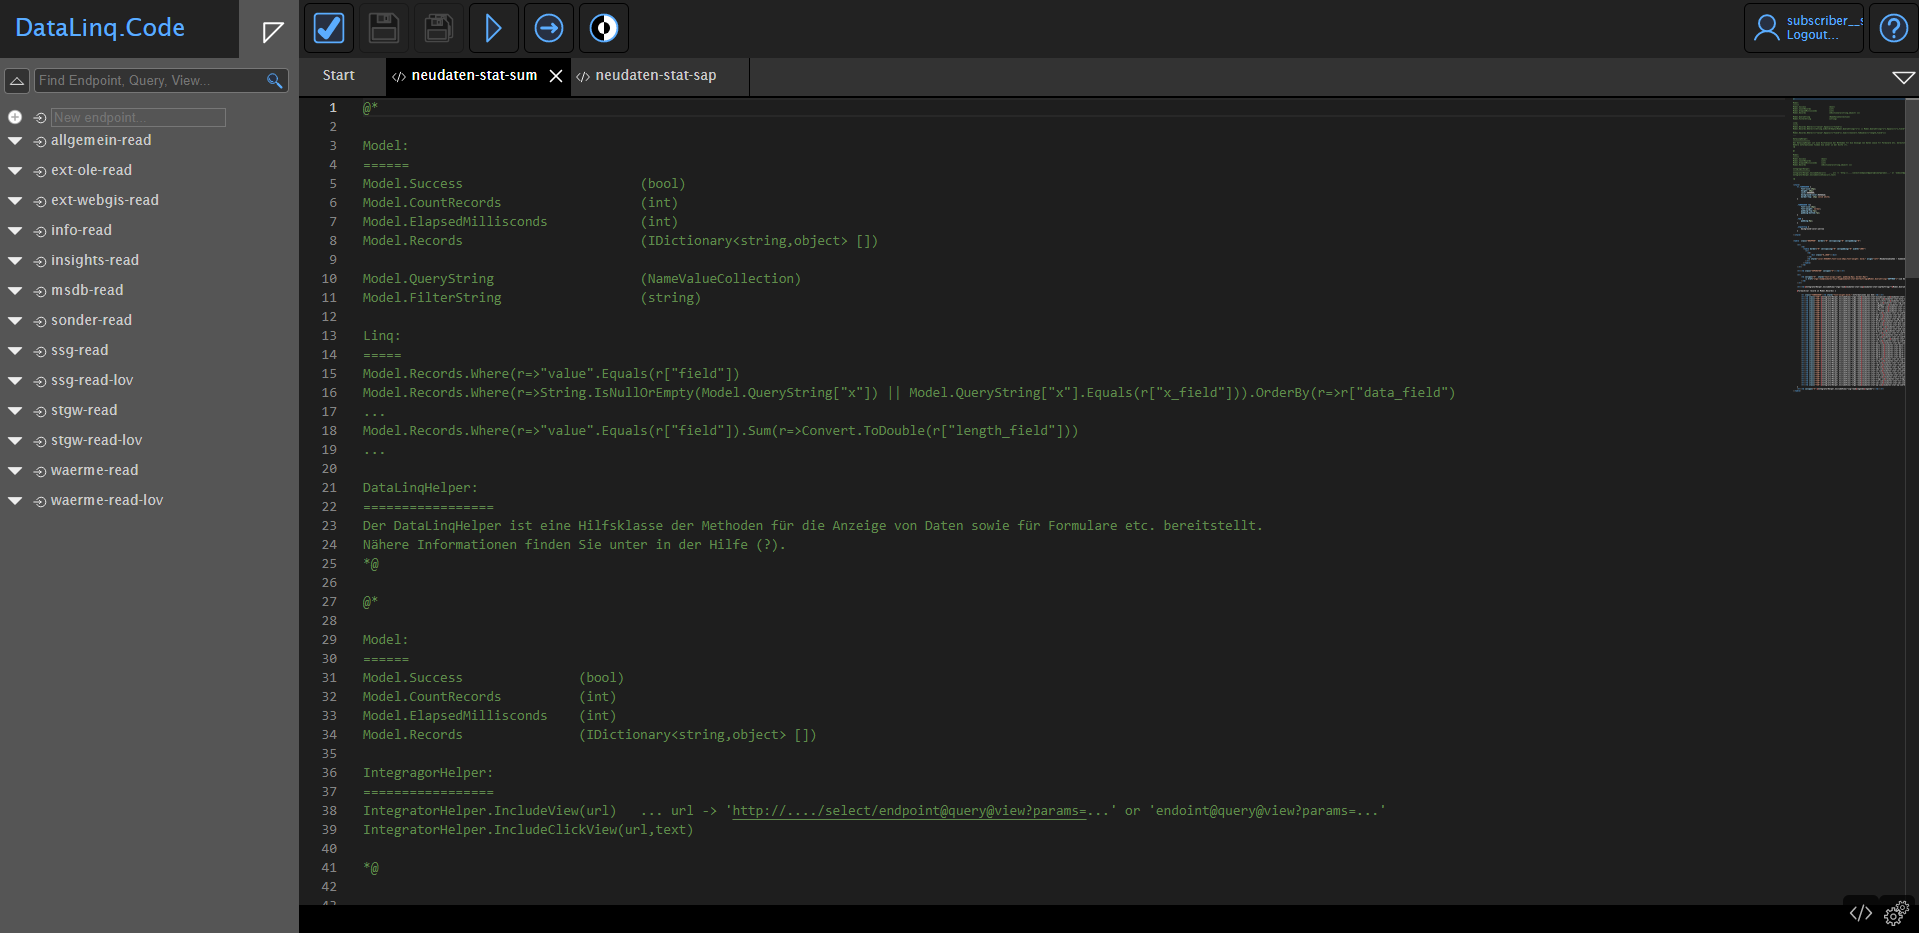 DataLinq.Code
subscriber__s
Logout...
Find Endpoint, Query, View...
Start
neudaten-stat-sum
neudaten-stat-sap
New endpoint...
allgemein-read
ext-ole-read
ext-webgis-read
info-read
insights-read
msdb-read
sonder-read
ssg-read
ssg-read-lov
stgw-read
stgw-read-lov
waerme-read
waerme-read-lov
1 @*
2
3 Model:
4 ======
5 Model.Success (bool)
6 Model.CountRecords (int)
7 Model.ElapsedMillisconds (int)
8 Model.Records (IDictionary<string,object> [])
9
10 Model.QueryString (NameValueCollection)
11 Model.FilterString (string)
12
13 Linq:
14 =====
15 Model.Records.Where(r=>"value".Equals(r["field"])
16 Model.Records.Where(r=>String.IsNullOrEmpty(Model.QueryString["x"]) || Model.QueryString["x"].Equals(r["x_field"])).OrderBy(r=>r["data_field")
17 ...
18 Model.Records.Where(r=>"value".Equals(r["field"]).Sum(r=>Convert.ToDouble(r["length_field"]))
19 ...
20
21 DataLinqHelper:
22 =================
23 Der DataLinqHelper ist eine Hilfsklasse der Methoden für die Anzeige von Daten sowie für Formulare etc. bereitstellt.
24 Nähere Informationen finden Sie unter in der Hilfe (?).
25 *@
26
27 @*
28
29 Model:
30 ======
31 Model.Success (bool)
32 Model.CountRecords (int)
33 Model.ElapsedMillisconds (int)
34 Model.Records (IDictionary<string,object> [])
35
36 IntegragorHelper:
37 =================
38 IntegratorHelper.IncludeView(url) ... url -> 'http://..../select/endpoint@query@view?params=...' or 'endoint@query@view?params=...'
39 IntegratorHelper.IncludeClickView(url,text)
40
41 *@
42
43